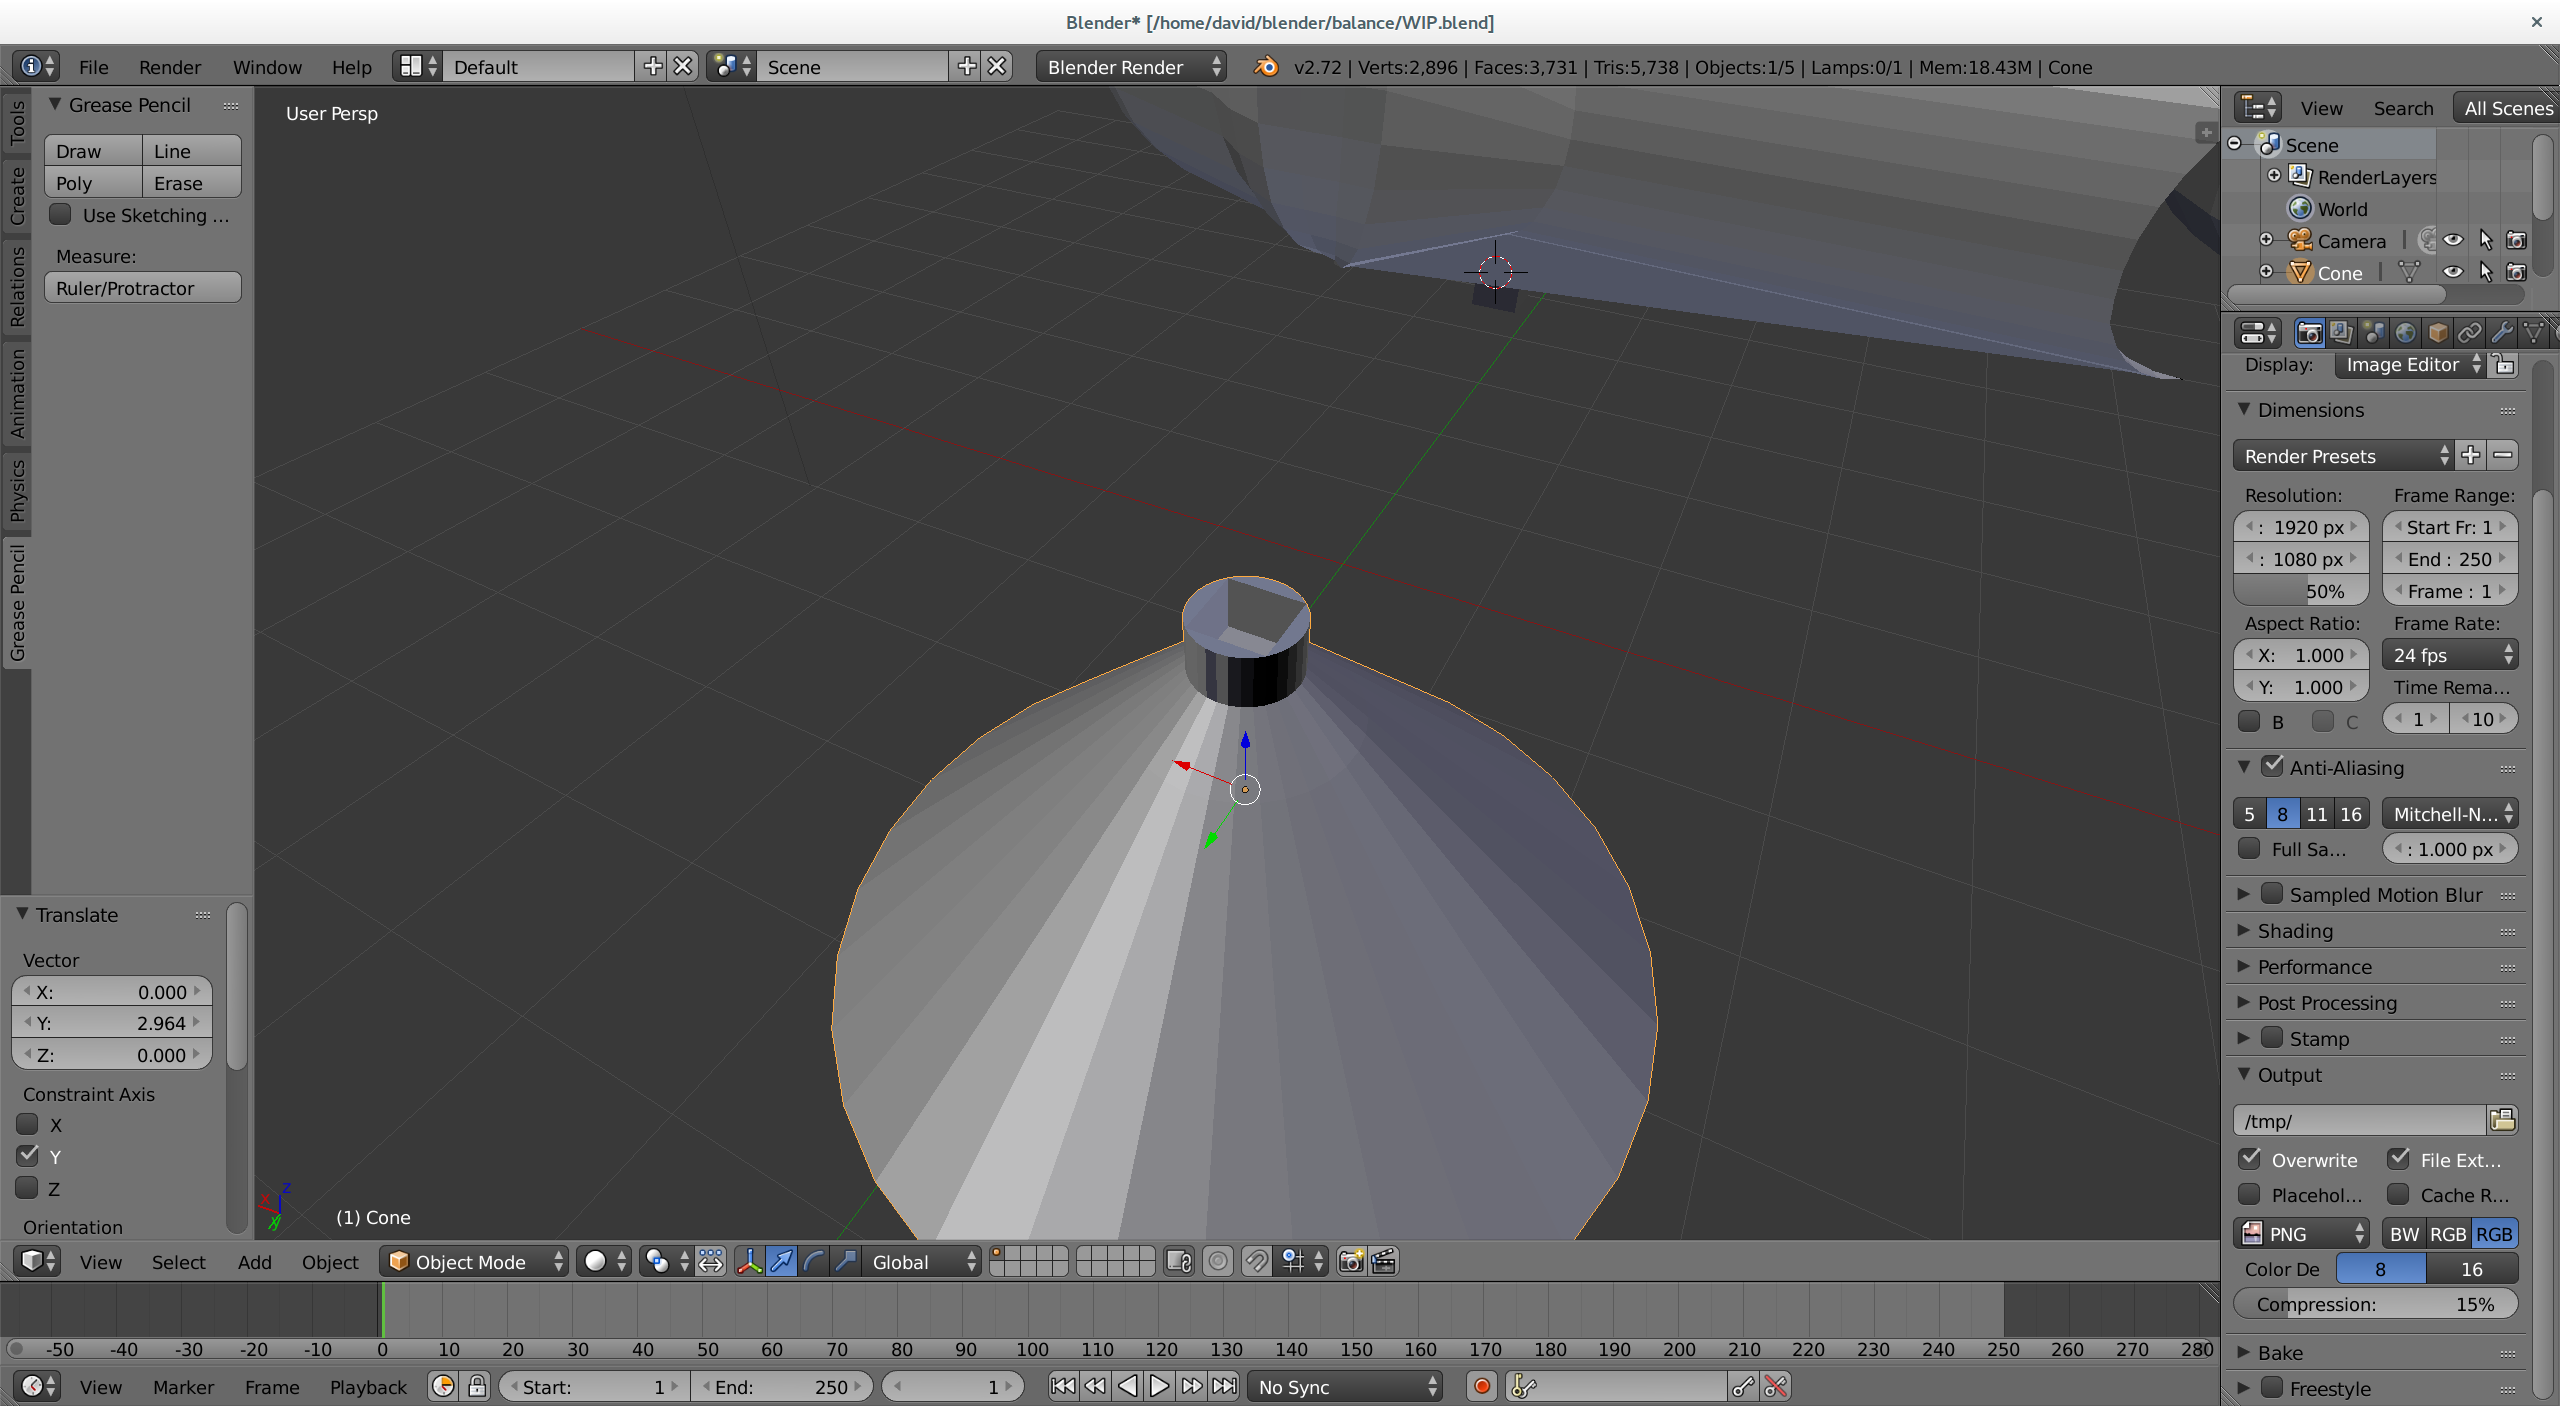 Blender* [/home/david/blender/balance/WIP.blend]
File Render Window Help Default Scene Blender Render v2.72 | Verts:2,896 | Faces:3,731 | Tris:5,738 | Objects:1/5 | Lamps:0/1 | Mem:18.43M | Cone
Tools
Create
Relations
Animation
Physics
Grease Pencil
Grease Pencil
Draw Line
Poly Erase
Use Sketching ...
Measure:
Ruler/Protractor
Translate
Vector
X: 0.000
Y: 2.964
Z: 0.000
Constraint Axis
X
Y
Z
Orientation
User Persp
z
x
y
(1) Cone
View Select Add Object Object Mode Global
-50 -40 -30 -20 -10 0 10 20 30 40 50 60 70 80 90 100 110 120 130 140 150 160 170 180 190 200 210 220 230 240 250 260 270 280
View Marker Frame Playback Start: 1 End: 250 1 No Sync
View Search All Scenes
Scene
RenderLayers
World
Camera
Cone
Display: Image Editor
Dimensions
Render Presets
Resolution: Frame Range:
: 1920 px Start Fr: 1
: 1080 px End : 250
50% Frame : 1
Aspect Ratio: Frame Rate:
X: 1.000 24 fps
Y: 1.000 Time Rema...
B C 1 10
Anti-Aliasing
5 8 11 16 Mitchell-N...
Full Sa... : 1.000 px
Sampled Motion Blur
Shading
Performance
Post Processing
Stamp
Output
/tmp/
Overwrite File Ext...
Placehol... Cache R...
PNG BW RGB RGB
Color De 8 16
Compression: 15%
Bake
Freestyle